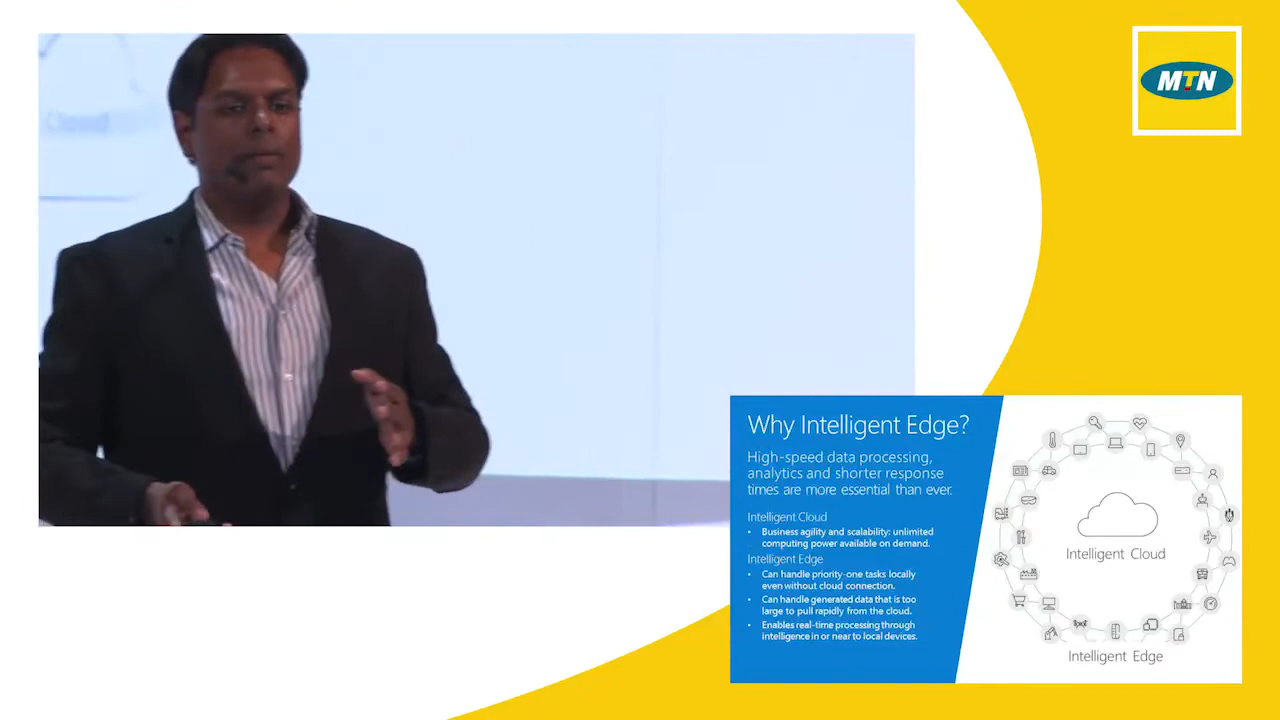 Cloud
MTN
Why Intelligent Edge?
High-speed data processing,
analytics and shorter response
times are more essential than ever.
Intelligent Cloud
• Business agility and scalability: unlimited
computing power available on demand.
Intelligent Edge
• Can handle priority-one tasks locally
even without cloud connection.
• Can handle generated data that is too
large to pull rapidly from the cloud.
• Enables real-time processing through
intelligence in or near to local devices.
Intelligent Cloud
Intelligent Edge